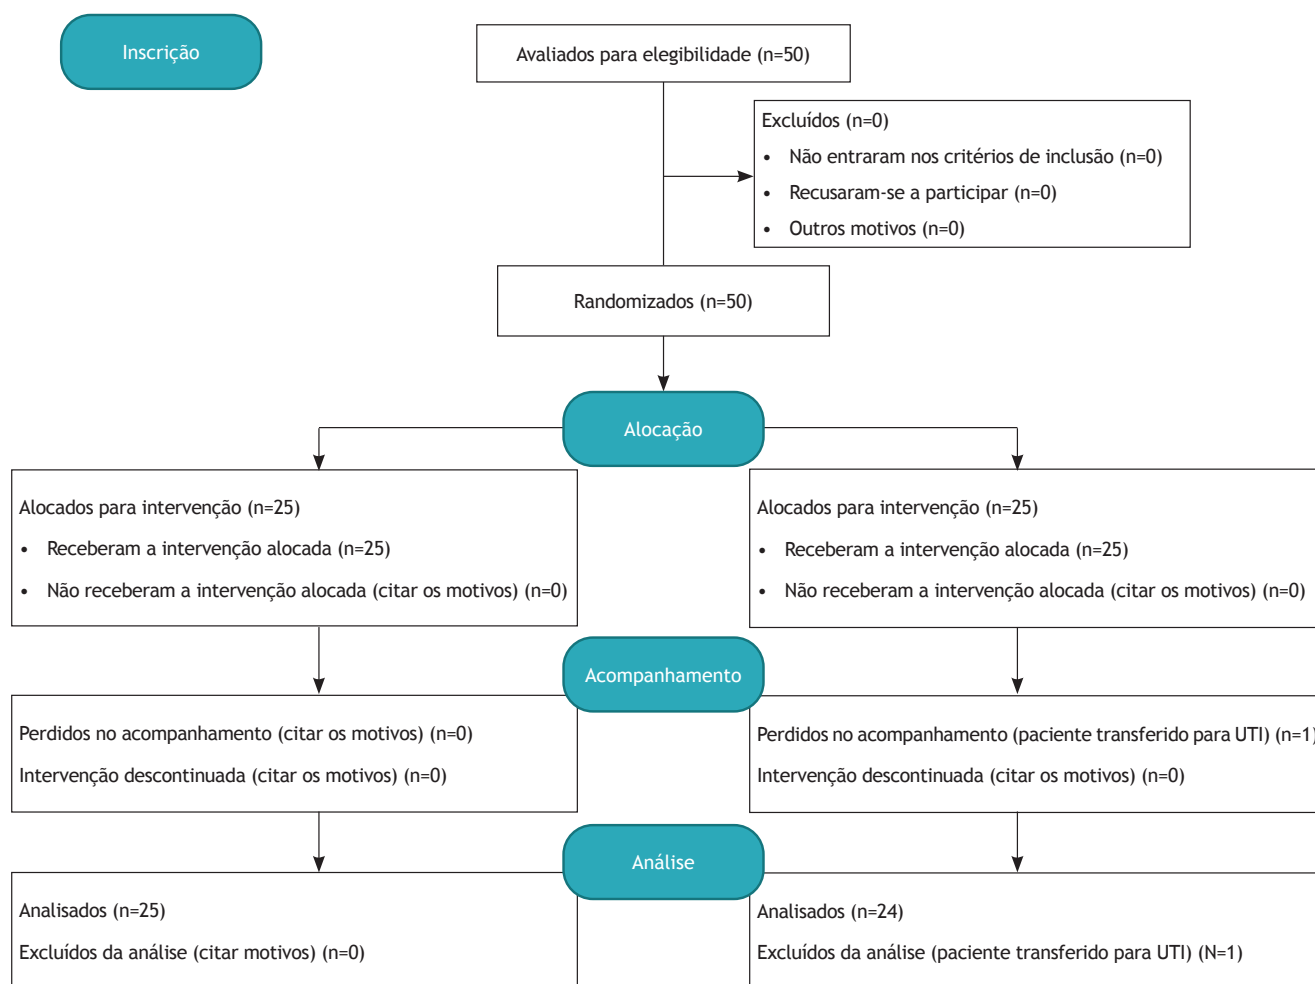 Inscrição
Avaliados para elegibilidade (n=50)
Excluídos (n=0)
• Não entraram nos critérios de inclusão (n=0)
• Recusaram-se a participar (n=0)
• Outros motivos (n=0)
Randomizados (n=50)
Alocação
Alocados para intervenção (n=25)
• Receberam a intervenção alocada (n=25)
• Não receberam a intervenção alocada (citar os motivos) (n=0)
Alocados para intervenção (n=25)
• Receberam a intervenção alocada (n=25)
• Não receberam a intervenção alocada (citar os motivos) (n=0)
Acompanhamento
Perdidos no acompanhamento (citar os motivos) (n=0)
Intervenção descontinuada (citar os motivos) (n=0)
Perdidos no acompanhamento (paciente transferido para UTI) (n=1)
Intervenção descontinuada (citar os motivos) (n=0)
Análise
Analisados (n=25)
Excluídos da análise (citar motivos) (n=0)
Analisados (n=24)
Excluídos da análise (paciente transferido para UTI) (N=1)